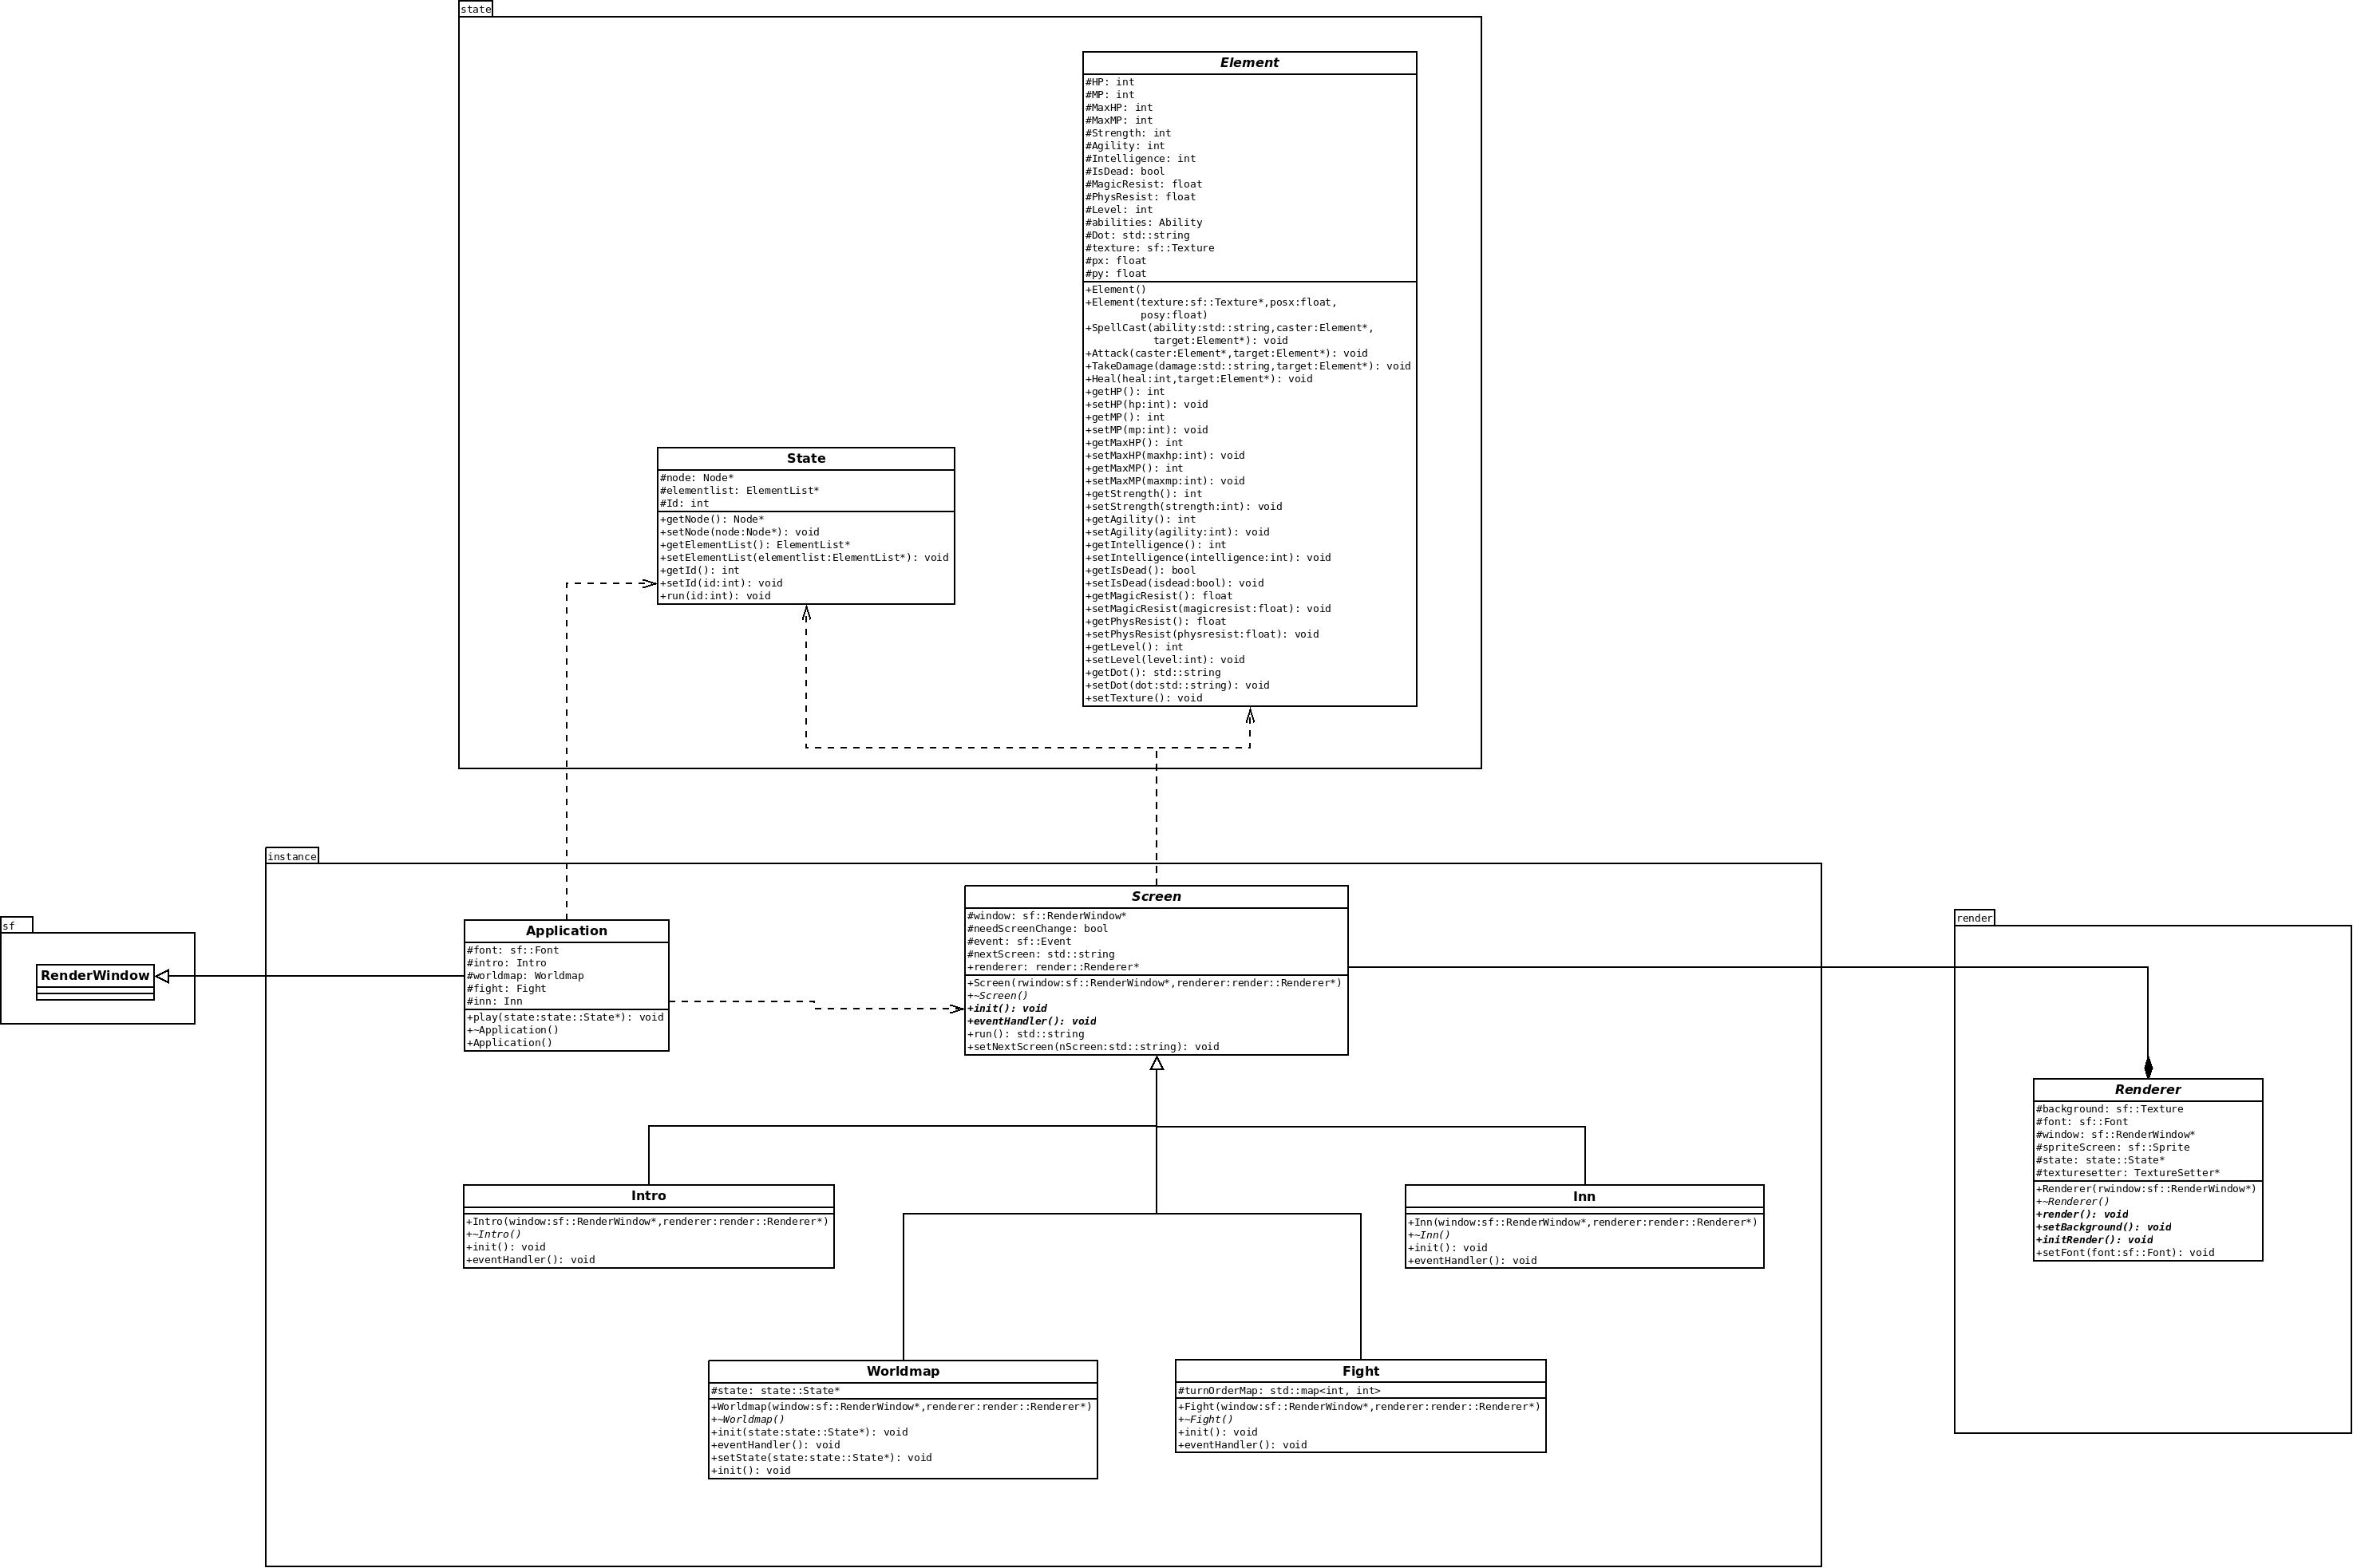 state
Element
#HP: int
#MP: int
#MaxHP: int
#MaxMP: int
#Strength: int
#Agility: int
#Intelligence: int
#IsDead: bool
#MagicResist: float
#PhysResist: float
#Level: int
#abilities: Ability
#Dot: std::string
#texture: sf::Texture
#px: float
#py: float
+Element()
+Element(texture:sf::Texture*,posx:float,
posy:float)
+SpellCast(ability:std::string,caster:Element*,
target:Element*): void
+Attack(caster:Element*,target:Element*): void
+TakeDamage(damage:std::string,target:Element*): void
+Heal(heal:int,target:Element*): void
+getHP(): int
+setHP(hp:int): void
+getMP(): int
+setMP(mp:int): void
+getMaxHP(): int
+setMaxHP(maxhp:int): void
+getMaxMP(): int
+setMaxMP(maxmp:int): void
+getStrength(): int
+setStrength(strength:int): void
+getAgility(): int
+setAgility(agility:int): void
+getIntelligence(): int
+setIntelligence(intelligence:int): void
+getIsDead(): bool
+setIsDead(isdead:bool): void
+getMagicResist(): float
+setMagicResist(magicresist:float): void
+getPhysResist(): float
+setPhysResist(physresist:float): void
+getLevel(): int
+setLevel(level:int): void
+getDot(): std::string
+setDot(dot:std::string): void
+setTexture(): void
State
#node: Node*
#elementlist: ElementList*
#Id: int
+getNode(): Node*
+setNode(node:Node*): void
+getElementList(): ElementList*
+setElementList(elementlist:ElementList*): void
+getId(): int
+setId(id:int): void
+run(id:int): void
instance
sf
RenderWindow
Application
#font: sf::Font
#intro: Intro
#worldmap: Worldmap
#fight: Fight
#inn: Inn
+play(state:state::State*): void
+~Application()
+Application()
Screen
#window: sf::RenderWindow*
#needScreenChange: bool
#event: sf::Event
#nextScreen: std::string
+renderer: render::Renderer*
+Screen(rwindow:sf::RenderWindow*,renderer:render::Renderer*)
+~Screen()
+init(): void
+eventHandler(): void
+run(): std::string
+setNextScreen(nScreen:std::string): void
render
Renderer
#background: sf::Texture
#font: sf::Font
#window: sf::RenderWindow*
#spriteScreen: sf::Sprite
#state: state::State*
#texturesetter: TextureSetter*
+Renderer(rwindow:sf::RenderWindow*)
+~Renderer()
+render(): void
+setBackground(): void
+initRender(): void
+setFont(font:sf::Font): void
Intro
+Intro(window:sf::RenderWindow*,renderer:render::Renderer*)
+~Intro()
+init(): void
+eventHandler(): void
Inn
+Inn(window:sf::RenderWindow*,renderer:render::Renderer*)
+~Inn()
+init(): void
+eventHandler(): void
Worldmap
#state: state::State*
+Worldmap(window:sf::RenderWindow*,renderer:render::Renderer*)
+~Worldmap()
+init(state:state::State*): void
+eventHandler(): void
+setState(state:state::State*): void
+init(): void
Fight
#turnOrderMap: std::map<int, int>
+Fight(window:sf::RenderWindow*,renderer:render::Renderer*)
+~Fight()
+init(): void
+eventHandler(): void